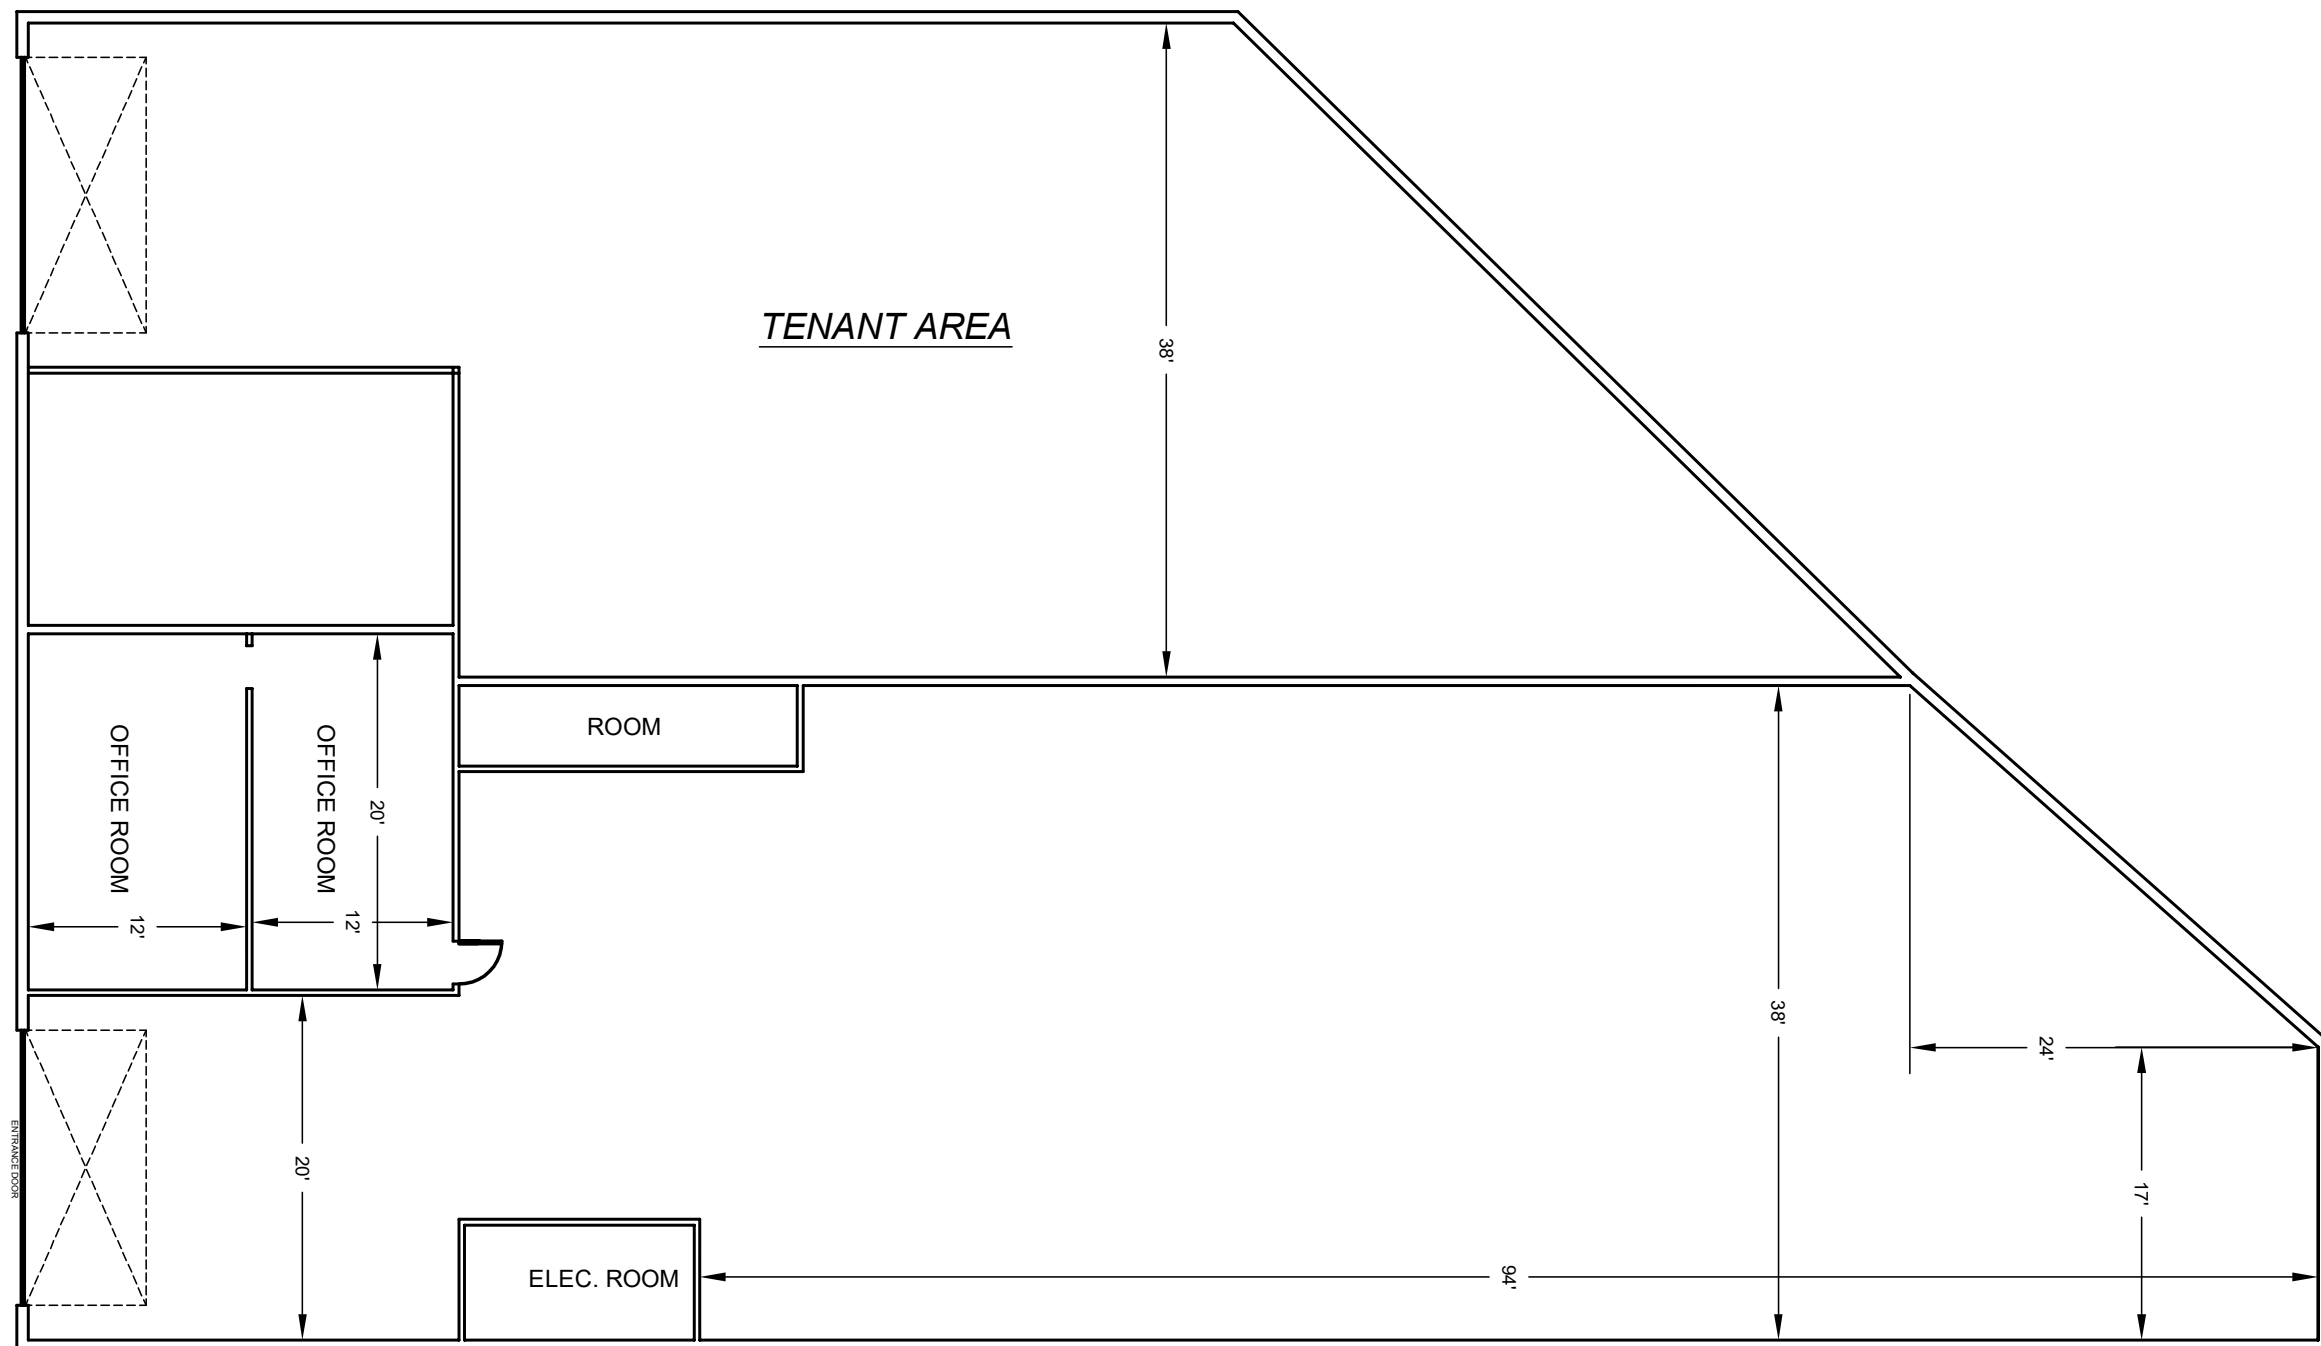 TENANT AREA
38'
ROOM
OFFICE ROOM
OFFICE ROOM
20'
12'
12'
38'
24'
17'
20'
ENTRANCE DOOR
ELEC. ROOM
94'